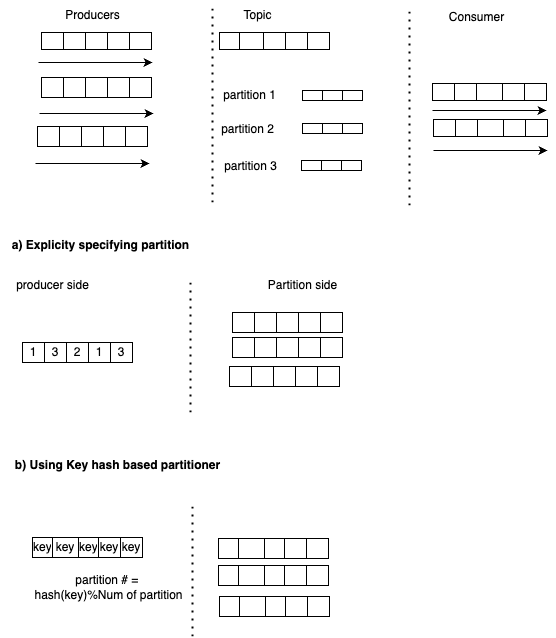 Producers
Topic
Consumer
partition 1
partition 2
partition 3
a) Explicity specifying partition
producer side
Partition side
1 3 2 1 3
b) Using Key hash based partitioner
key key key key key
partition # =
hash(key)%Num of partition